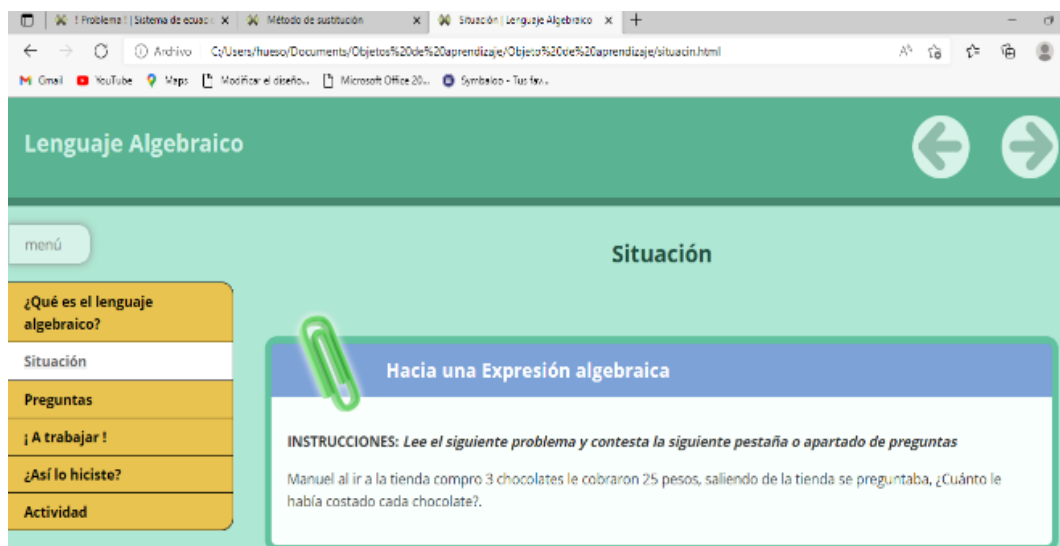 ! Problema ! | Sistema de ecuac
Método de sustitución
Situación | Lenguaje Algebraico
Archivo C:/Users/hueso/Documents/Objetos%20de%20aprendizaje/Objeto%20de%20aprendizaje/situacin.html
Gmail YouTube Maps Modificar el diseño... Microsoft Office 20... Symbaloo - Tus fav...
Lenguaje Algebraico
menú
Situación
¿Qué es el lenguaje
algebraico?
Situación
Preguntas
¡ A trabajar !
¿Así lo hiciste?
Actividad
Hacia una Expresión algebraica
INSTRUCCIONES: Lee el siguiente problema y contesta la siguiente pestaña o apartado de preguntas
Manuel al ir a la tienda compro 3 chocolates le cobraron 25 pesos, saliendo de la tienda se preguntaba, ¿Cuánto le
había costado cada chocolate?.